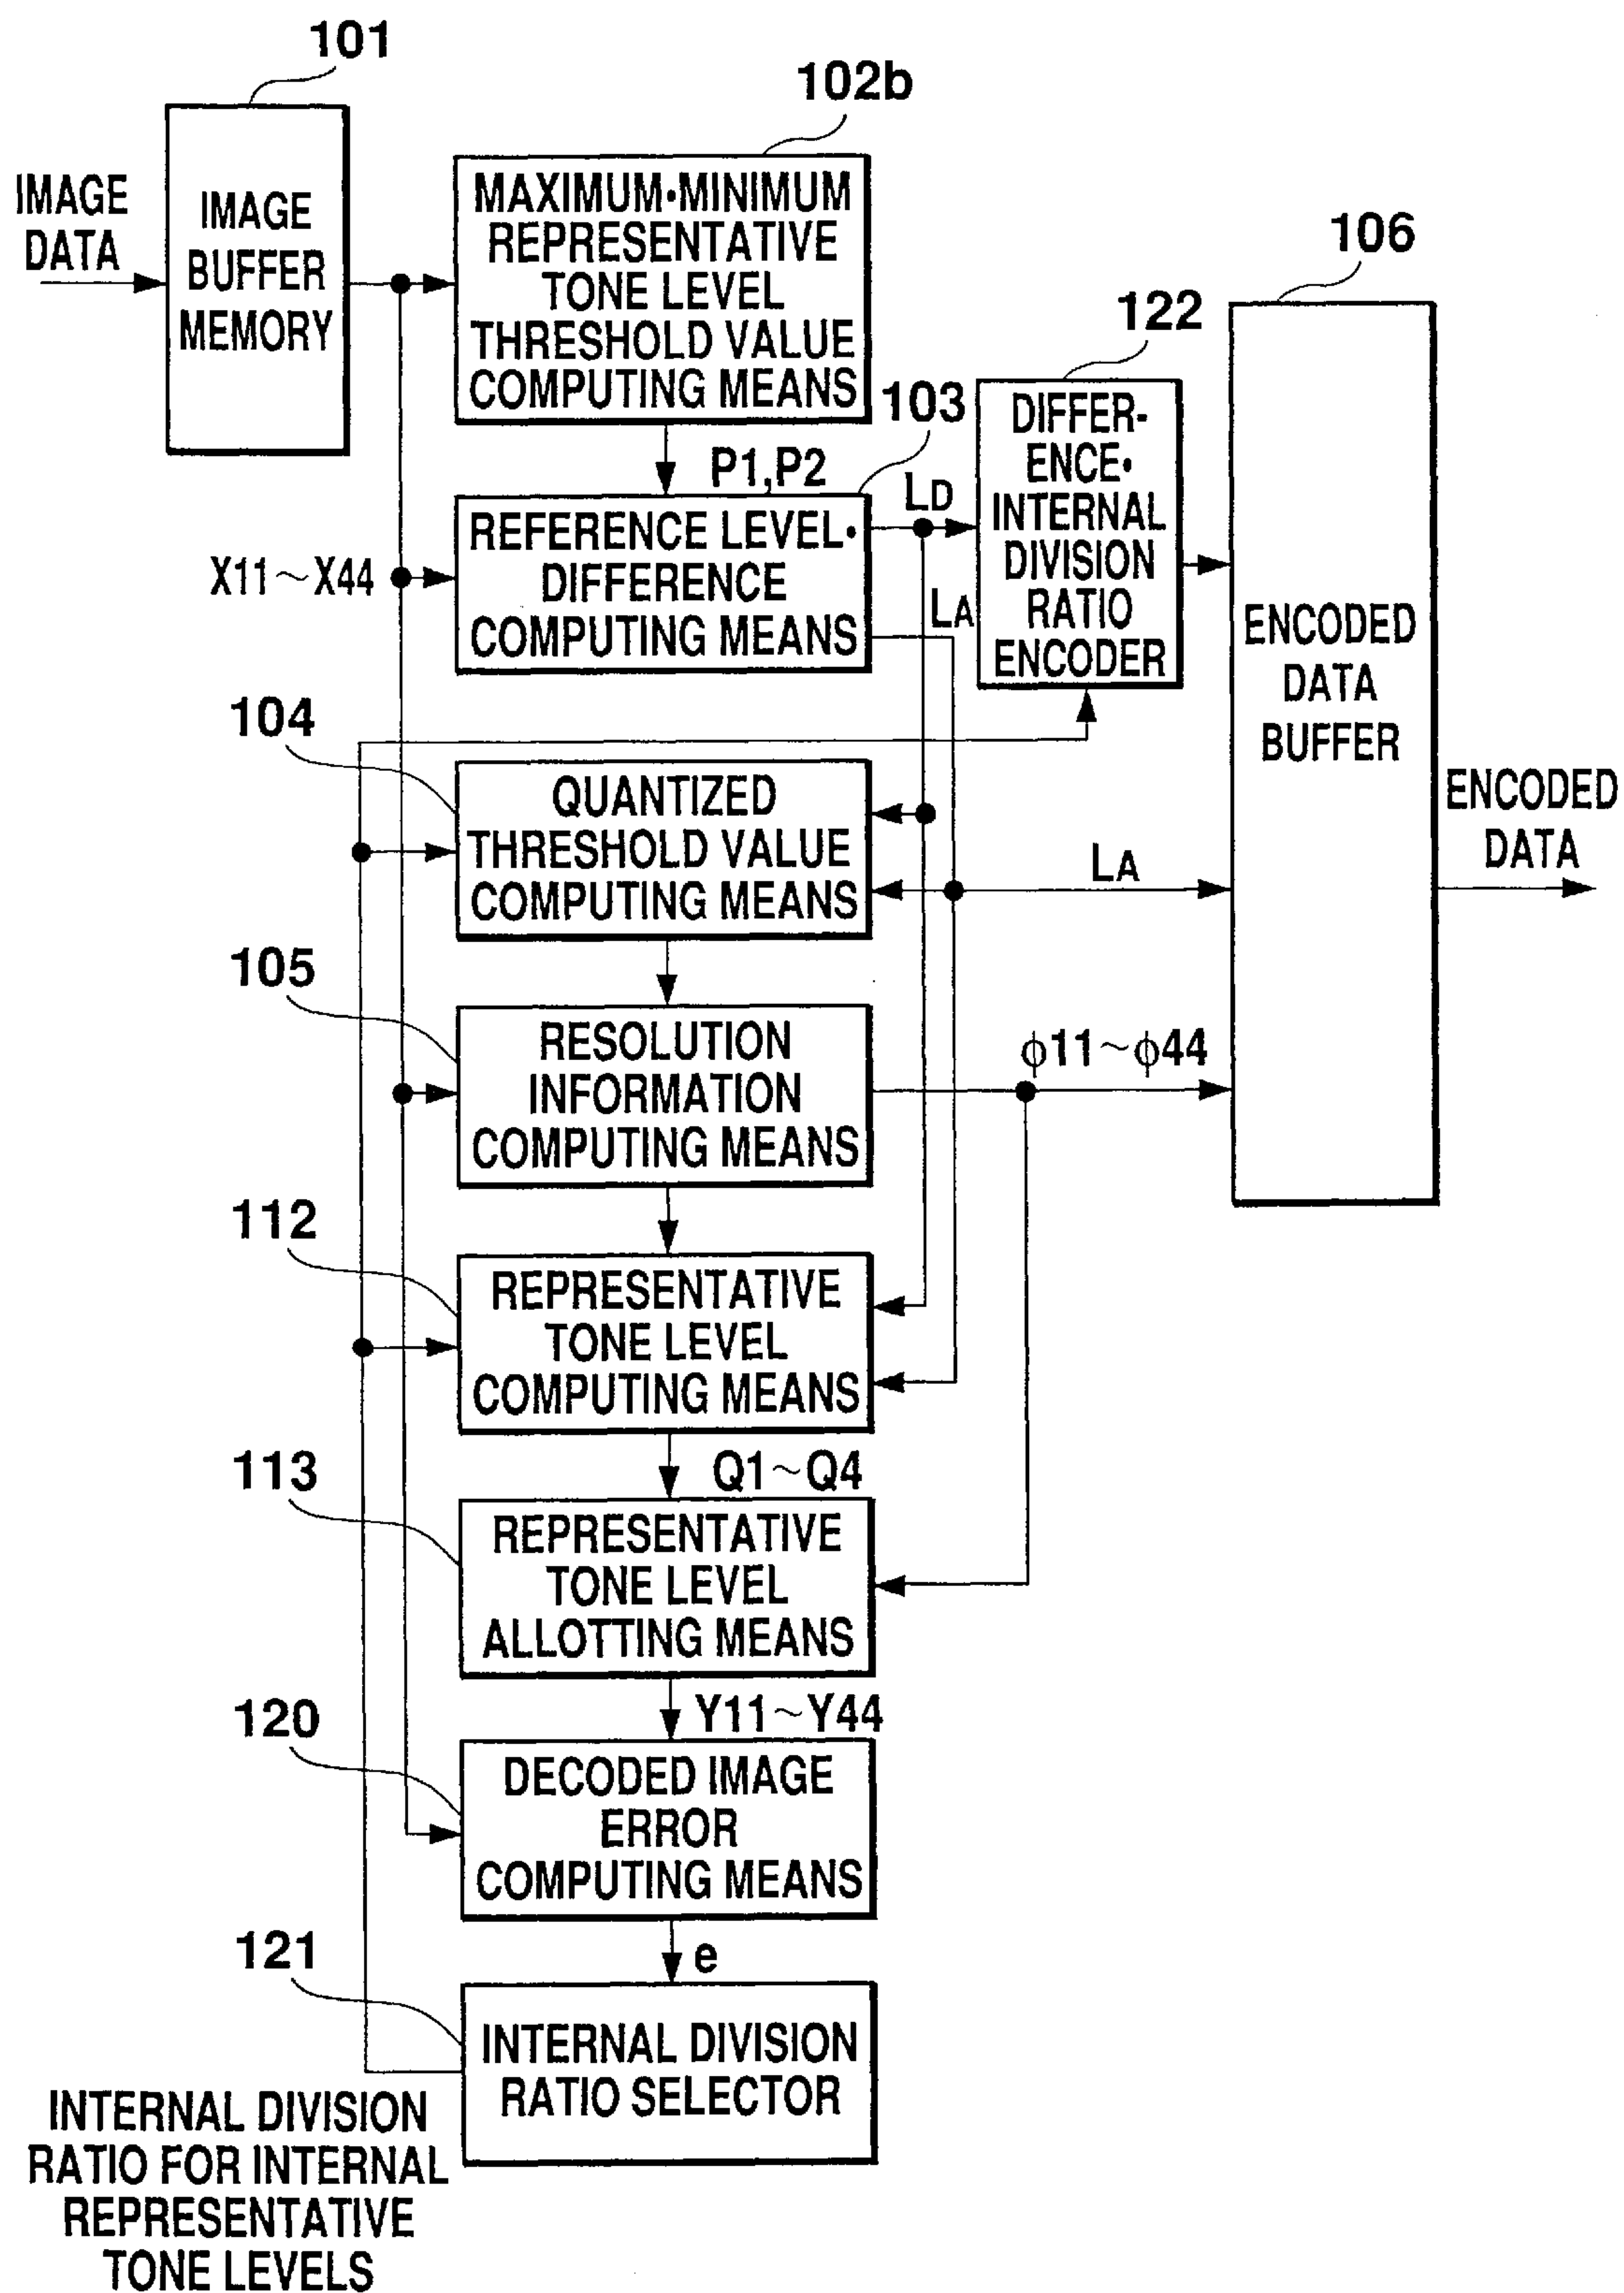 101
102b
IMAGE
DATA
IMAGE
BUFFER
MEMORY
MAXIMUM•MINIMUM
REPRESENTATIVE
TONE LEVEL
THRESHOLD VALUE
COMPUTING MEANS
106
122
103
P1,P2
LD
DIFFER-
ENCE•
INTERNAL
DIVISION
RATIO
ENCODER
X11~X44
REFERENCE LEVEL•
DIFFERENCE
COMPUTING MEANS
LA
ENCODED
DATA
BUFFER
104
QUANTIZED
THRESHOLD VALUE
COMPUTING MEANS
LA
ENCODED
DATA
105
RESOLUTION
INFORMATION
COMPUTING MEANS
ϕ11~ϕ44
112
REPRESENTATIVE
TONE LEVEL
COMPUTING MEANS
Q1~Q4
113
REPRESENTATIVE
TONE LEVEL
ALLOTTING MEANS
Y11~Y44
120
DECODED IMAGE
ERROR
COMPUTING MEANS
e
121
INTERNAL DIVISION
RATIO SELECTOR
INTERNAL DIVISION
RATIO FOR INTERNAL
REPRESENTATIVE
TONE LEVELS